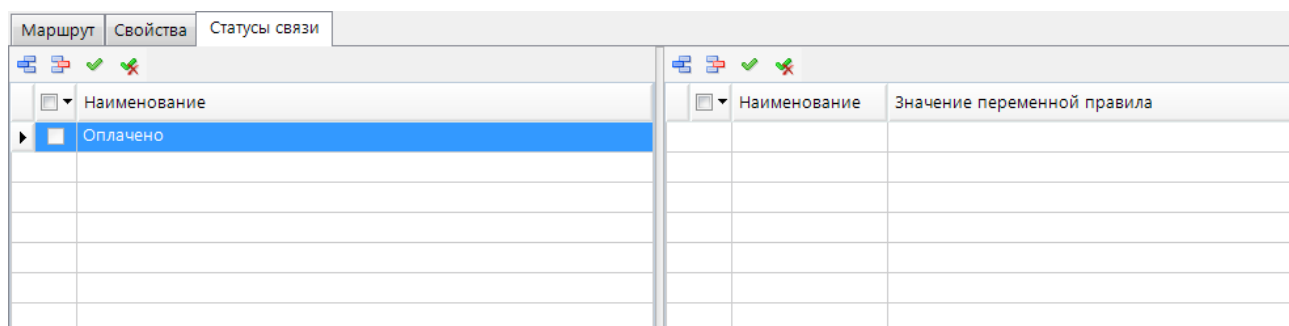 Маршрут Свойства Статусы связи
Наименование Наименование Значение переменной правила
Оплачено